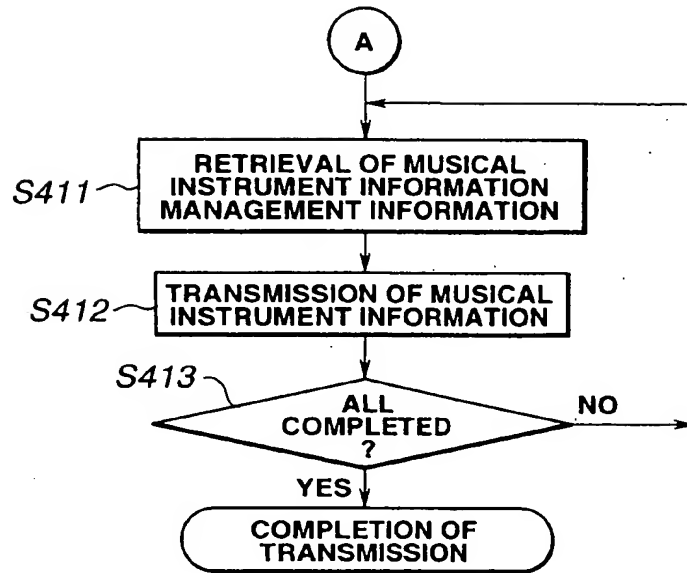 A
RETRIEVAL OF MUSICAL
INSTRUMENT INFORMATION
MANAGEMENT INFORMATION
S411
TRANSMISSION OF MUSICAL
INSTRUMENT INFORMATION
S412
S413
ALL
COMPLETED
?
NO
YES
COMPLETION OF
TRANSMISSION